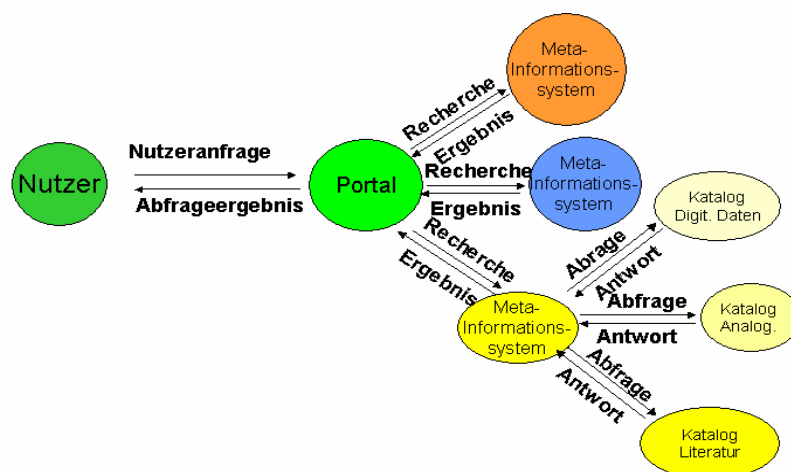 Meta-
Informations-
system
Recherche
Ergebnis
Nutzeranfrage
Nutzer
Abfrageergebnis
Portal
Recherche
Ergebnis
Meta-
Informations-
system
Katalog
Digit. Daten
Recherche
Ergebnis
Abrage
Antwort
Meta-
Informations-
system
Abfrage
Antwort
Katalog
Analog.
Abfrage
Antwort
Katalog
Literatur